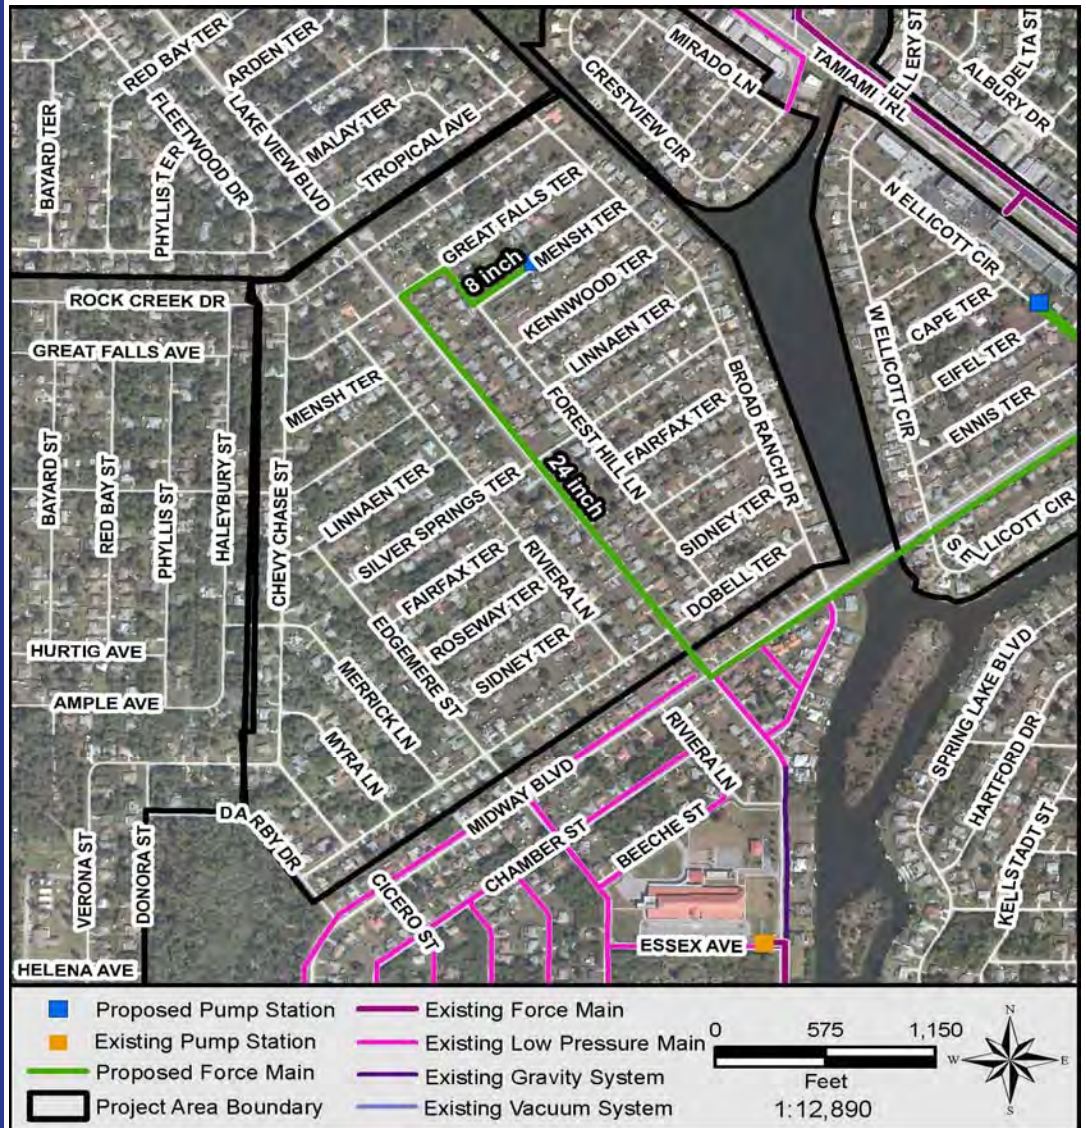 RED BAY TER
ARDEN TER
MIRADO LN
TAMIAMI TRL
ELLERY ST
DELTA ST
ALBURY DR
CRESTVIEW CIR
BAYARD TER
FLEETWOOD DR
LAKE VIEW BLVD
MALAY TER
TROPICAL AVE
PHYLLIS TER
N ELLICOTT CIR
GREAT FALLS TER
MENSH TER
8 inch
KENNWOOD TER
LINNAEN TER
ROCK CREEK DR
GREAT FALLS AVE
W ELLICOTT CIR
CAPE TER
EIFEL TER
ENNIS TER
MENSH TER
BROAD RANCH DR
FOREST HILL LN
FAIRFAX TER
BAYARD ST
RED BAY ST
PHYLLIS ST
HALEYBURY ST
CHEVY CHASE ST
LINNAEN TER
SILVER SPRINGS TER
24 inch
SIDNEY TER
S ELLICOTT CIR
FAIRFAX TER
ROSEWAY TER
RIVIERA LN
DOBELL TER
HURTIG AVE
EDGEMERE ST
SIDNEY TER
AMPLE AVE
MERRICK LN
MYRA LN
SPRING LAKE BLVD
HARTFORD DR
KELLSTADT ST
RIVIERA LN
MIDWAY BLVD
BEECHE ST
CHAMBER ST
DARBY DR
VERONA ST
DONORA ST
CICERO ST
ESSEX AVE
HELENA AVE
Proposed Pump Station
Existing Pump Station
Proposed Force Main
Project Area Boundary
Existing Force Main
Existing Low Pressure Main
Existing Gravity System
Existing Vacuum System
0 575 1,150
Feet
1:12,890
N
W E
S